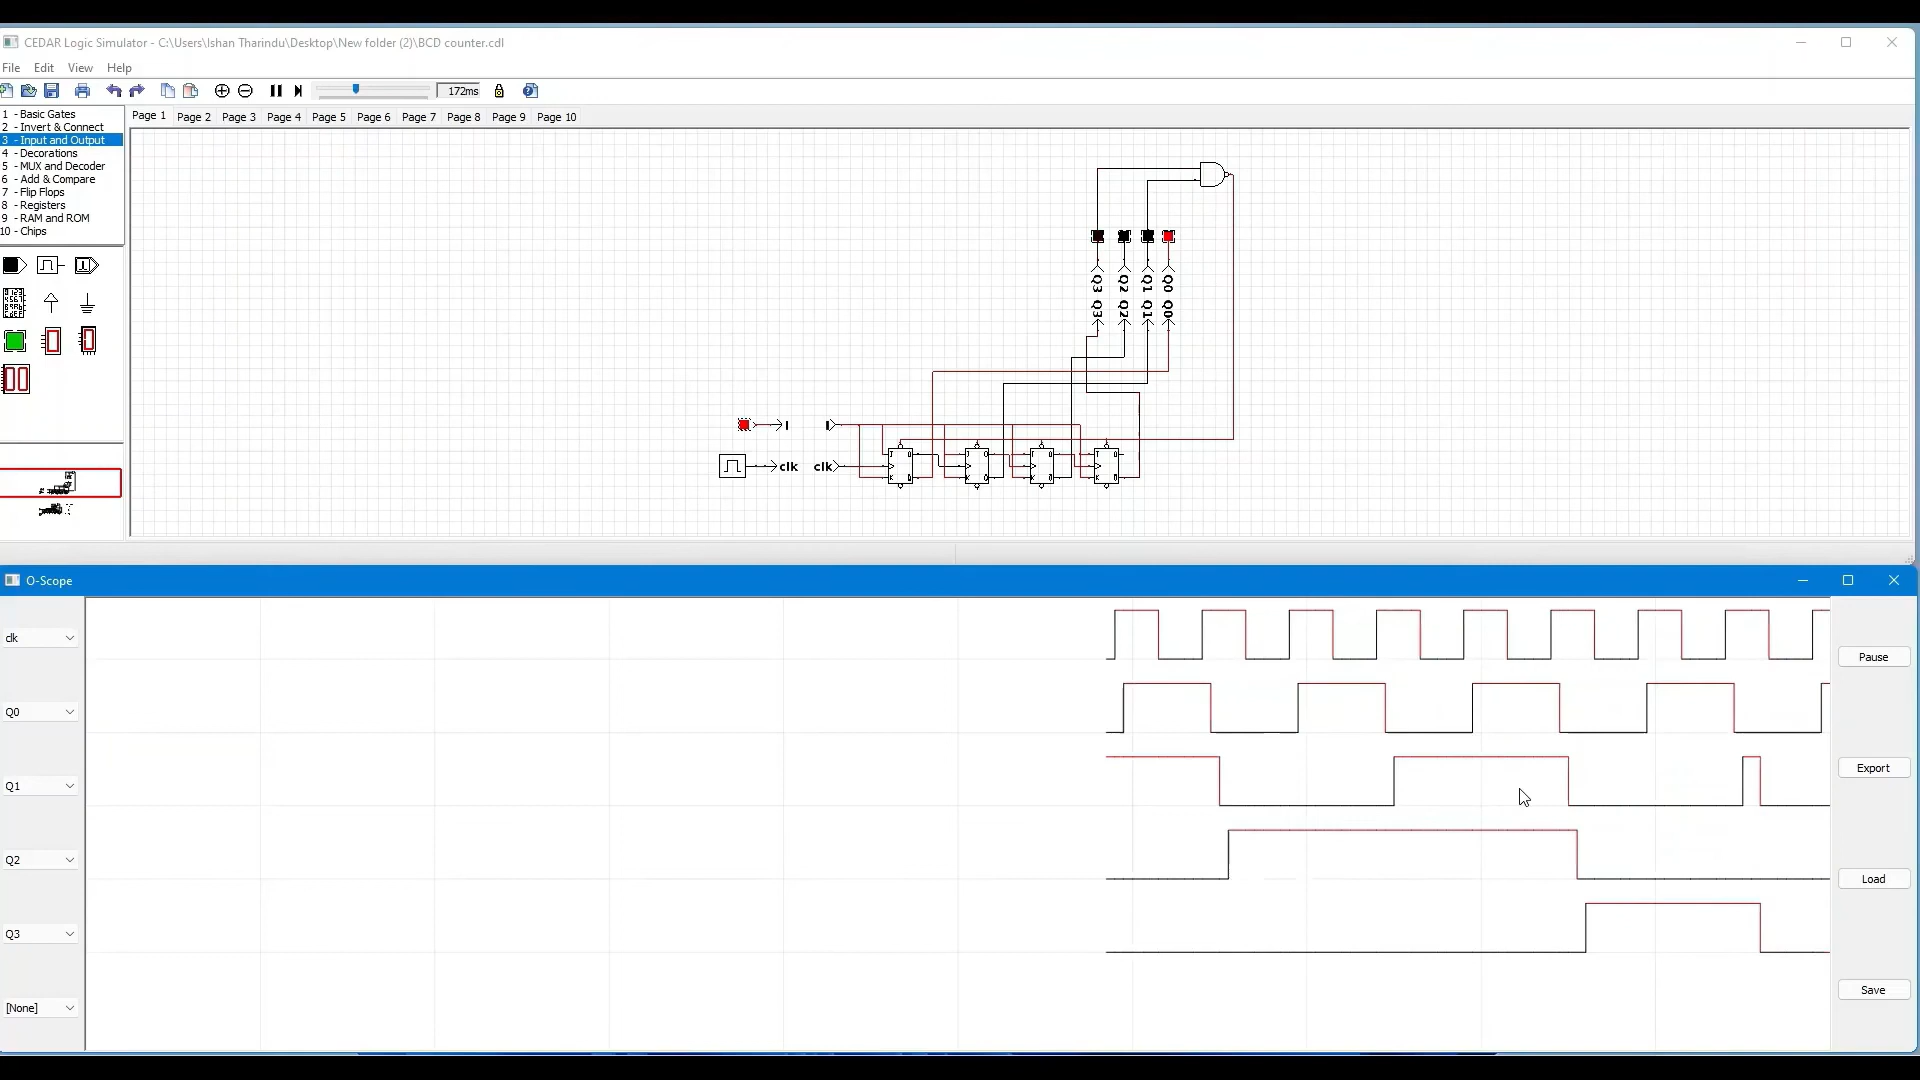 CEDAR Logic Simulator - C:\Users\Ishan Tharindu\Desktop\New folder (2)\BCD counter.cdl
File Edit View Help
172ms
1 - Basic Gates
2 - Invert & Connect
3 - Input and Output
4 - Decorations
5 - MUX and Decoder
6 - Add & Compare
7 - Flip Flops
8 - Registers
9 - RAM and ROM
10 - Chips
Page 1 Page 2 Page 3 Page 4 Page 5 Page 6 Page 7 Page 8 Page 9 Page 10
Q3 Q2 Q1 Q0
Q3 Q2 Q1 Q0
I I
clk clk
O-Scope
clk
Q0
Q1
Q2
Q3
[None]
Pause
Export
Load
Save